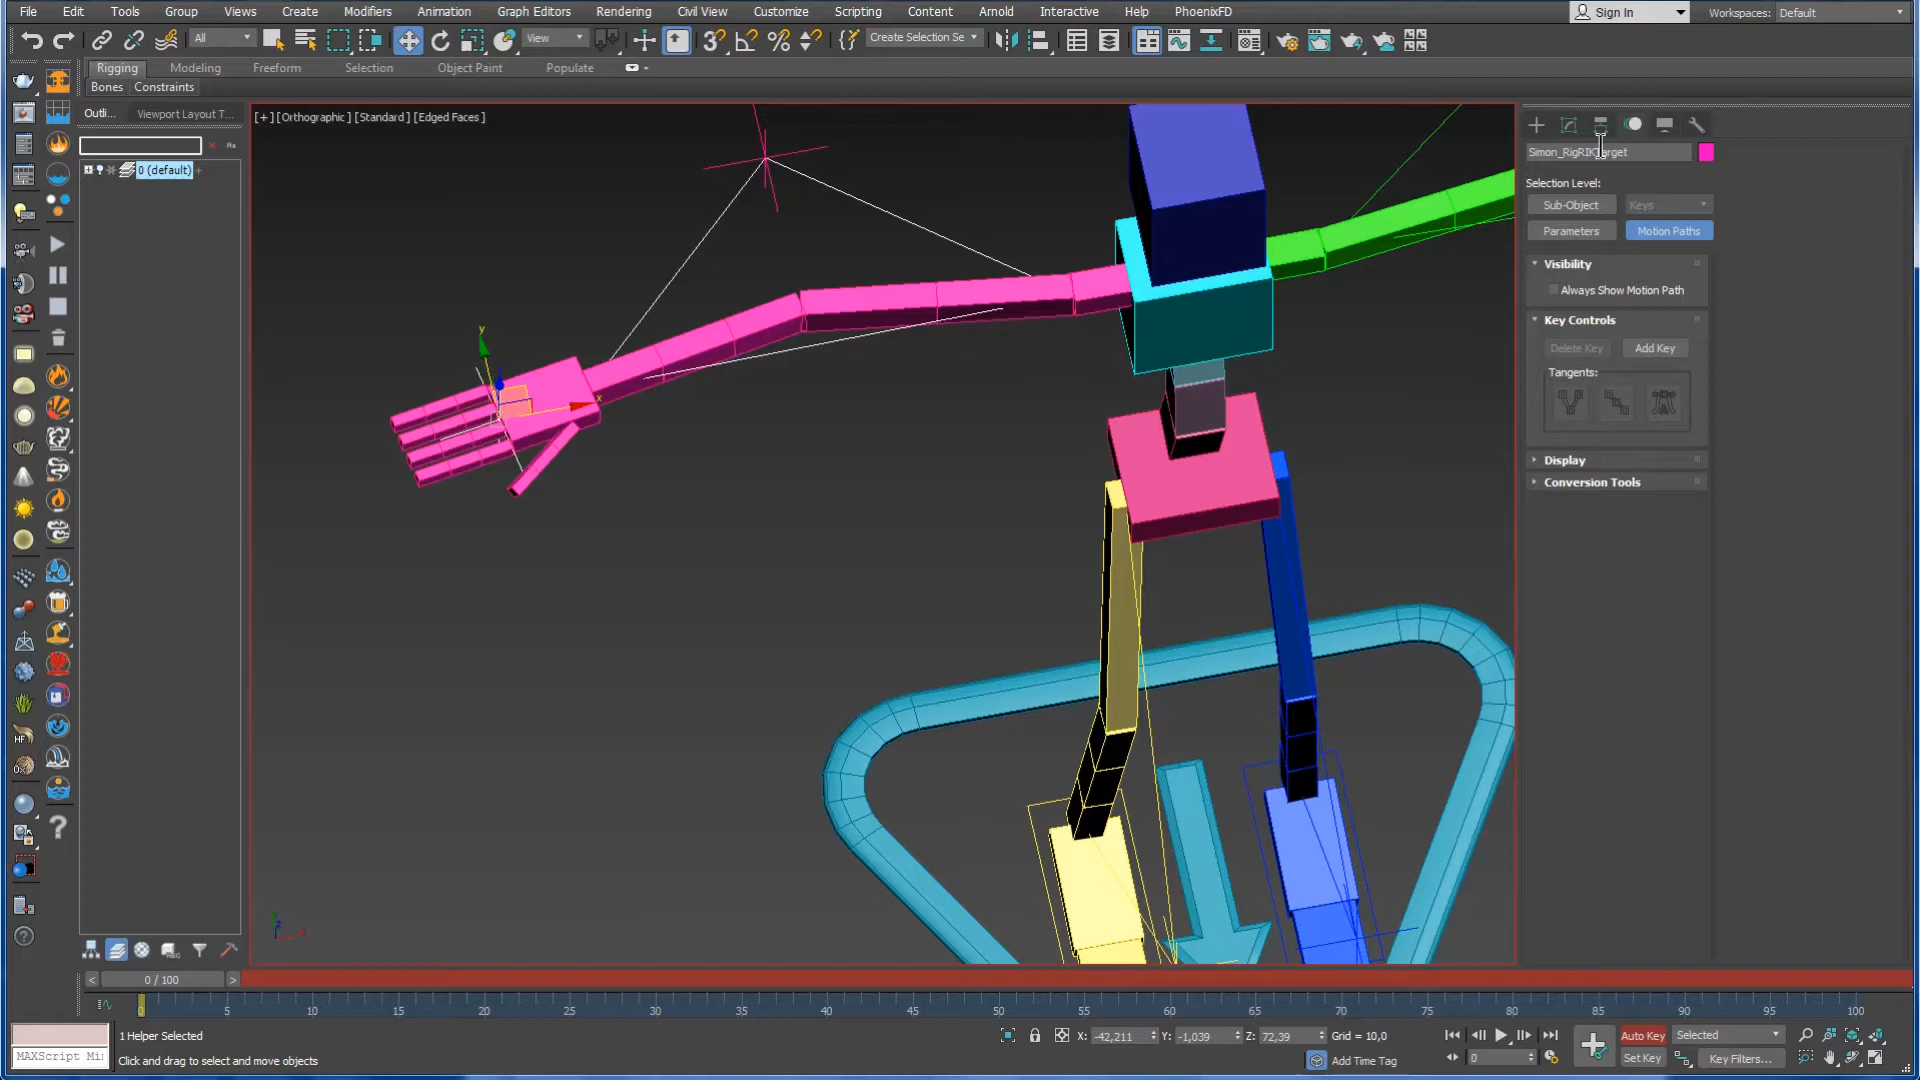 File Edit Tools Group Views Create Modifiers Animation Graph Editors Rendering Civil View Customize Scripting Content Arnold Interactive Help PhoenixFD Sign In Workspaces: Default
All View Create Selection Se
Rigging Modeling Freeform Selection Object Paint Populate
Bones Constraints
Outli... Viewport Layout T...
[+] [Orthographic] [Standard] [Edged Faces]
Simon_RigRIKTarget
0 (default)
Selection Level:
Sub-Object Keys
Parameters Motion Paths
Visibility
Always Show Motion Path
Key Controls
Delete Key Add Key
Tangents:
Display
Conversion Tools
y
x
HF
< 0 / 100 >
0 5 10 15 20 25 30 35 40 45 50 55 60 65 70 75 80 85 90 95 100
1 Helper Selected X: -42,211 Y: -1,039 Z: 72,39 Grid = 10,0 Auto Key Selected
MAXScript Mi Click and drag to select and move objects Add Time Tag 0 Set Key Key Filters...